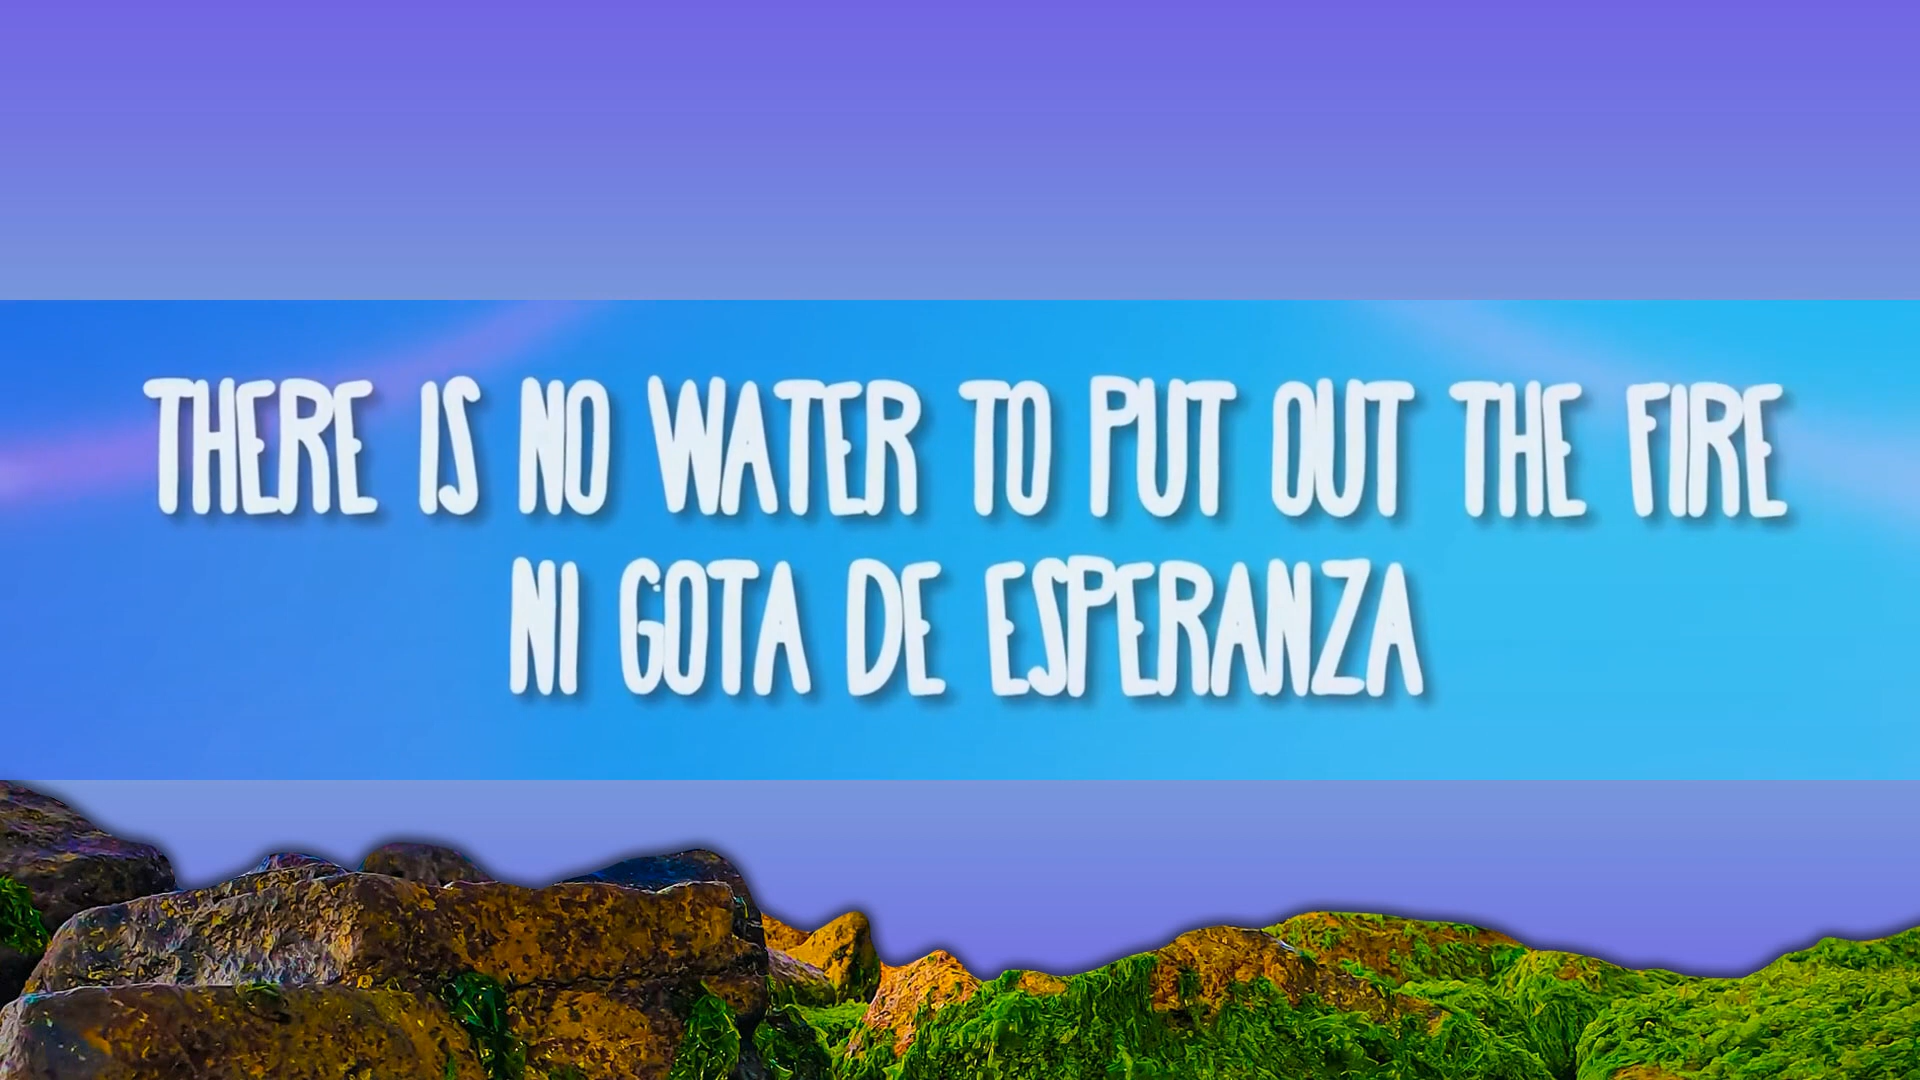 THERE IS NO WATER TO PUT OUT THE FIRE
NI GOTA DE ESPERANZA